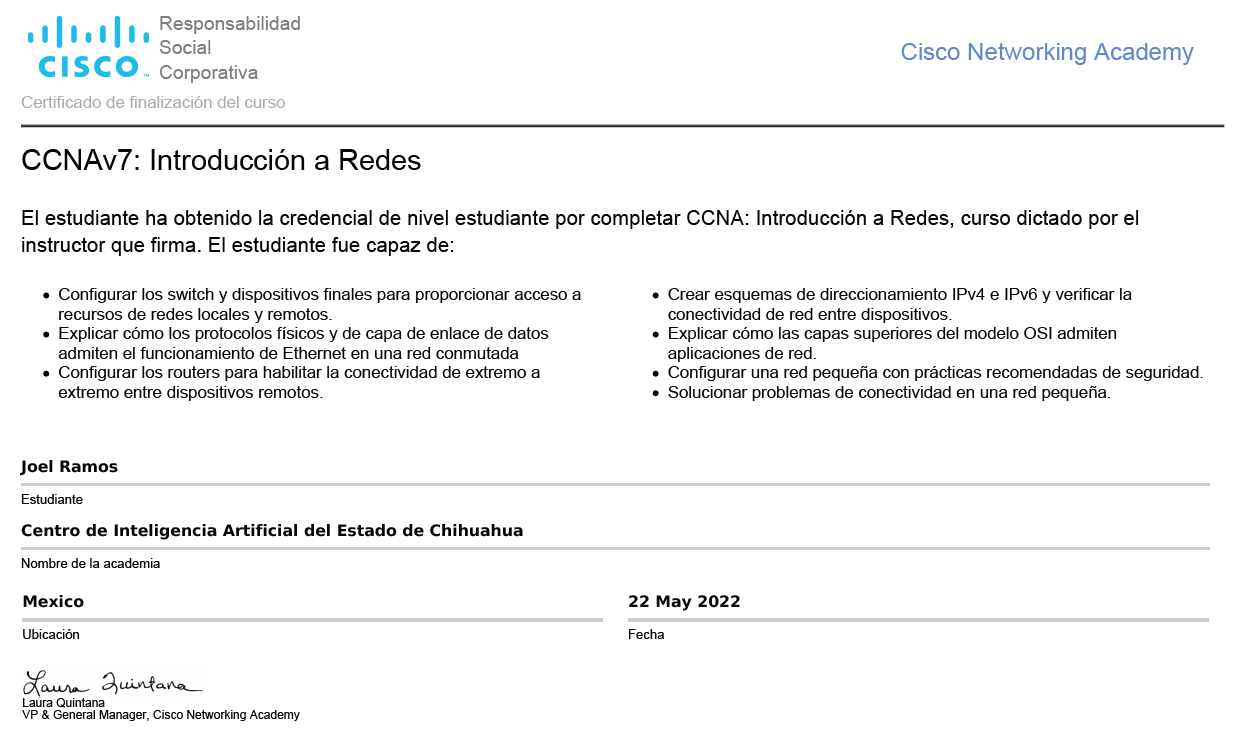 Responsabilidad
Social
Corporativa
CISCO™
Cisco Networking Academy
Certificado de finalización del curso
CCNAv7: Introducción a Redes
El estudiante ha obtenido la credencial de nivel estudiante por completar CCNA: Introducción a Redes, curso dictado por el
instructor que firma. El estudiante fue capaz de:
• Configurar los switch y dispositivos finales para proporcionar acceso a
recursos de redes locales y remotos.
• Explicar cómo los protocolos físicos y de capa de enlace de datos
admiten el funcionamiento de Ethernet en una red conmutada
• Configurar los routers para habilitar la conectividad de extremo a
extremo entre dispositivos remotos.
• Crear esquemas de direccionamiento IPv4 e IPv6 y verificar la
conectividad de red entre dispositivos.
• Explicar cómo las capas superiores del modelo OSI admiten
aplicaciones de red.
• Configurar una red pequeña con prácticas recomendadas de seguridad.
• Solucionar problemas de conectividad en una red pequeña.
Joel Ramos
Estudiante
Centro de Inteligencia Artificial del Estado de Chihuahua
Nombre de la academia
Mexico
Ubicación
22 May 2022
Fecha
Laura Quintana
Laura Quintana
VP & General Manager, Cisco Networking Academy